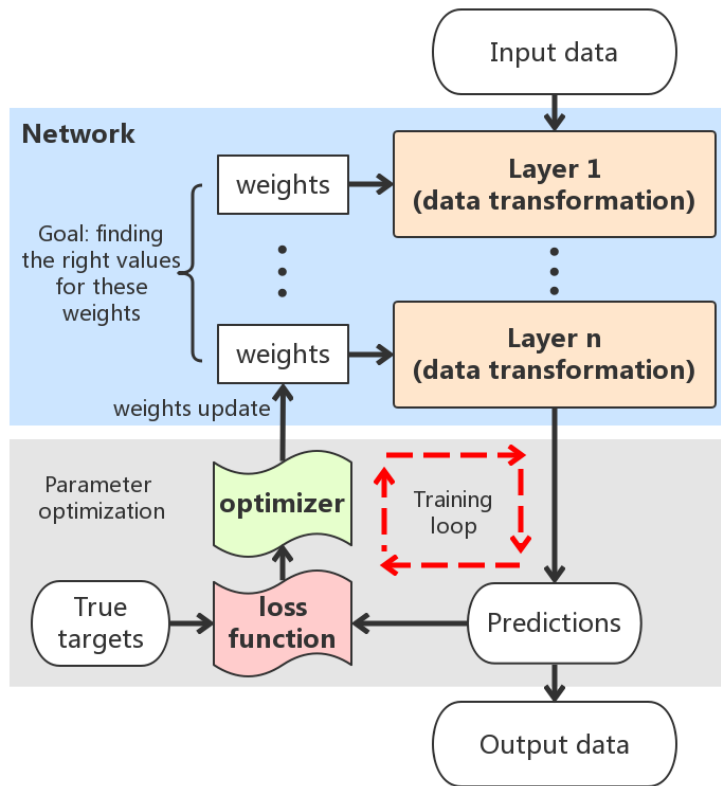 Input data
Network
weights
Layer 1
(data transformation)
Goal: finding
the right values
for these
weights
weights
Layer n
(data transformation)
weights update
Parameter
optimization
optimizer
Training
loop
True
targets
loss
function
Predictions
Output data